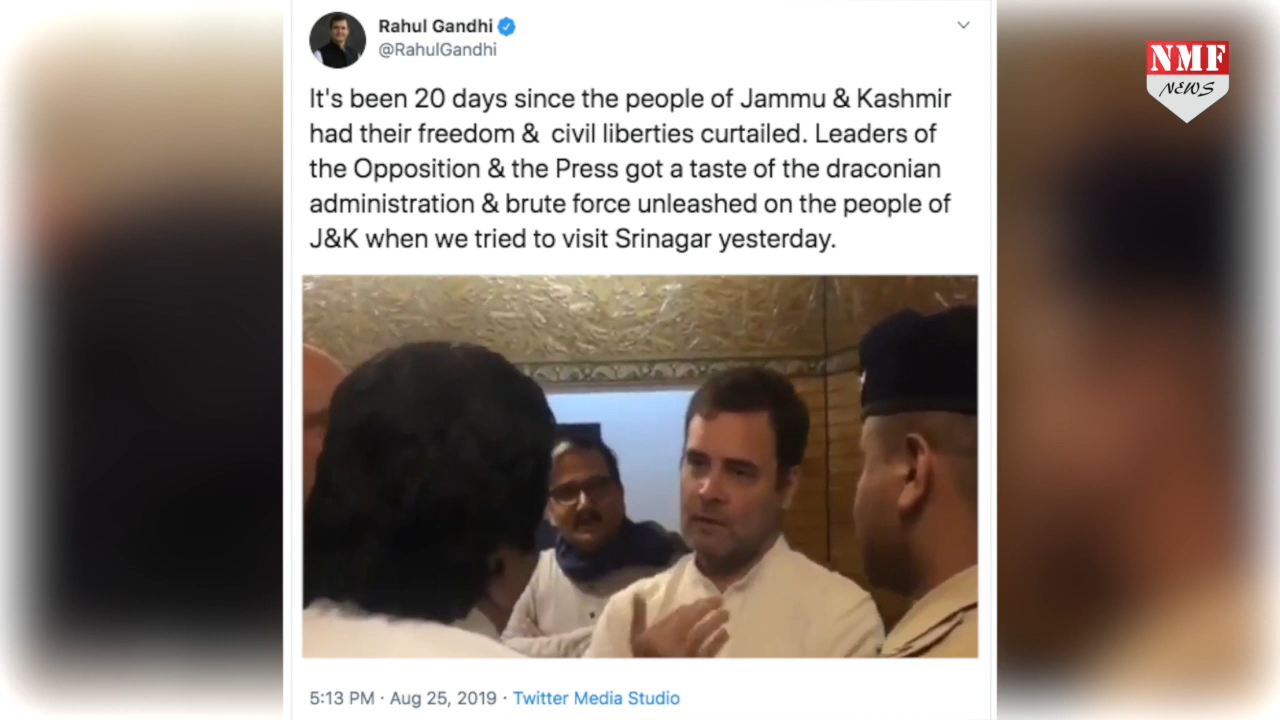 Rahul Gandhi
@RahulGandhi
NMF
NEWS
It's been 20 days since the people of Jammu & Kashmir
had their freedom & civil liberties curtailed. Leaders of
the Opposition & the Press got a taste of the draconian
administration & brute force unleashed on the people of
J&K when we tried to visit Srinagar yesterday.
5:13 PM · Aug 25, 2019 · Twitter Media Studio